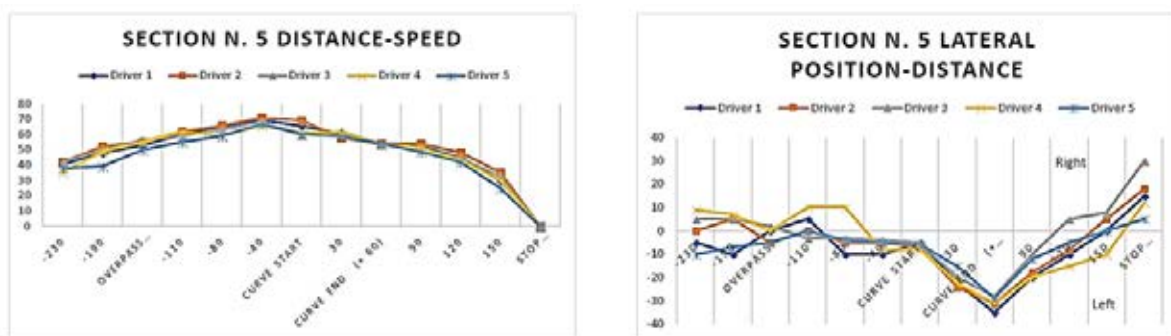 SECTION N. 5 DISTANCE-SPEED
Driver 1 Driver 2 Driver 3 Driver 4 Driver 5
80
70
60
50
40
30
20
10
0
-230 -190 OVERPASS... -110 -80 -40 CURVE START 30 CURVE END (+ 60) 90 120 150 STOP...
SECTION N. 5 LATERAL
POSITION-DISTANCE
Driver 1 Driver 2 Driver 3 Driver 4 Driver 5
40
30
20
10
0
-10
-20
-30
-40
Right
OVERPASS -110 CURVE START (+... 150 STOP...
Left